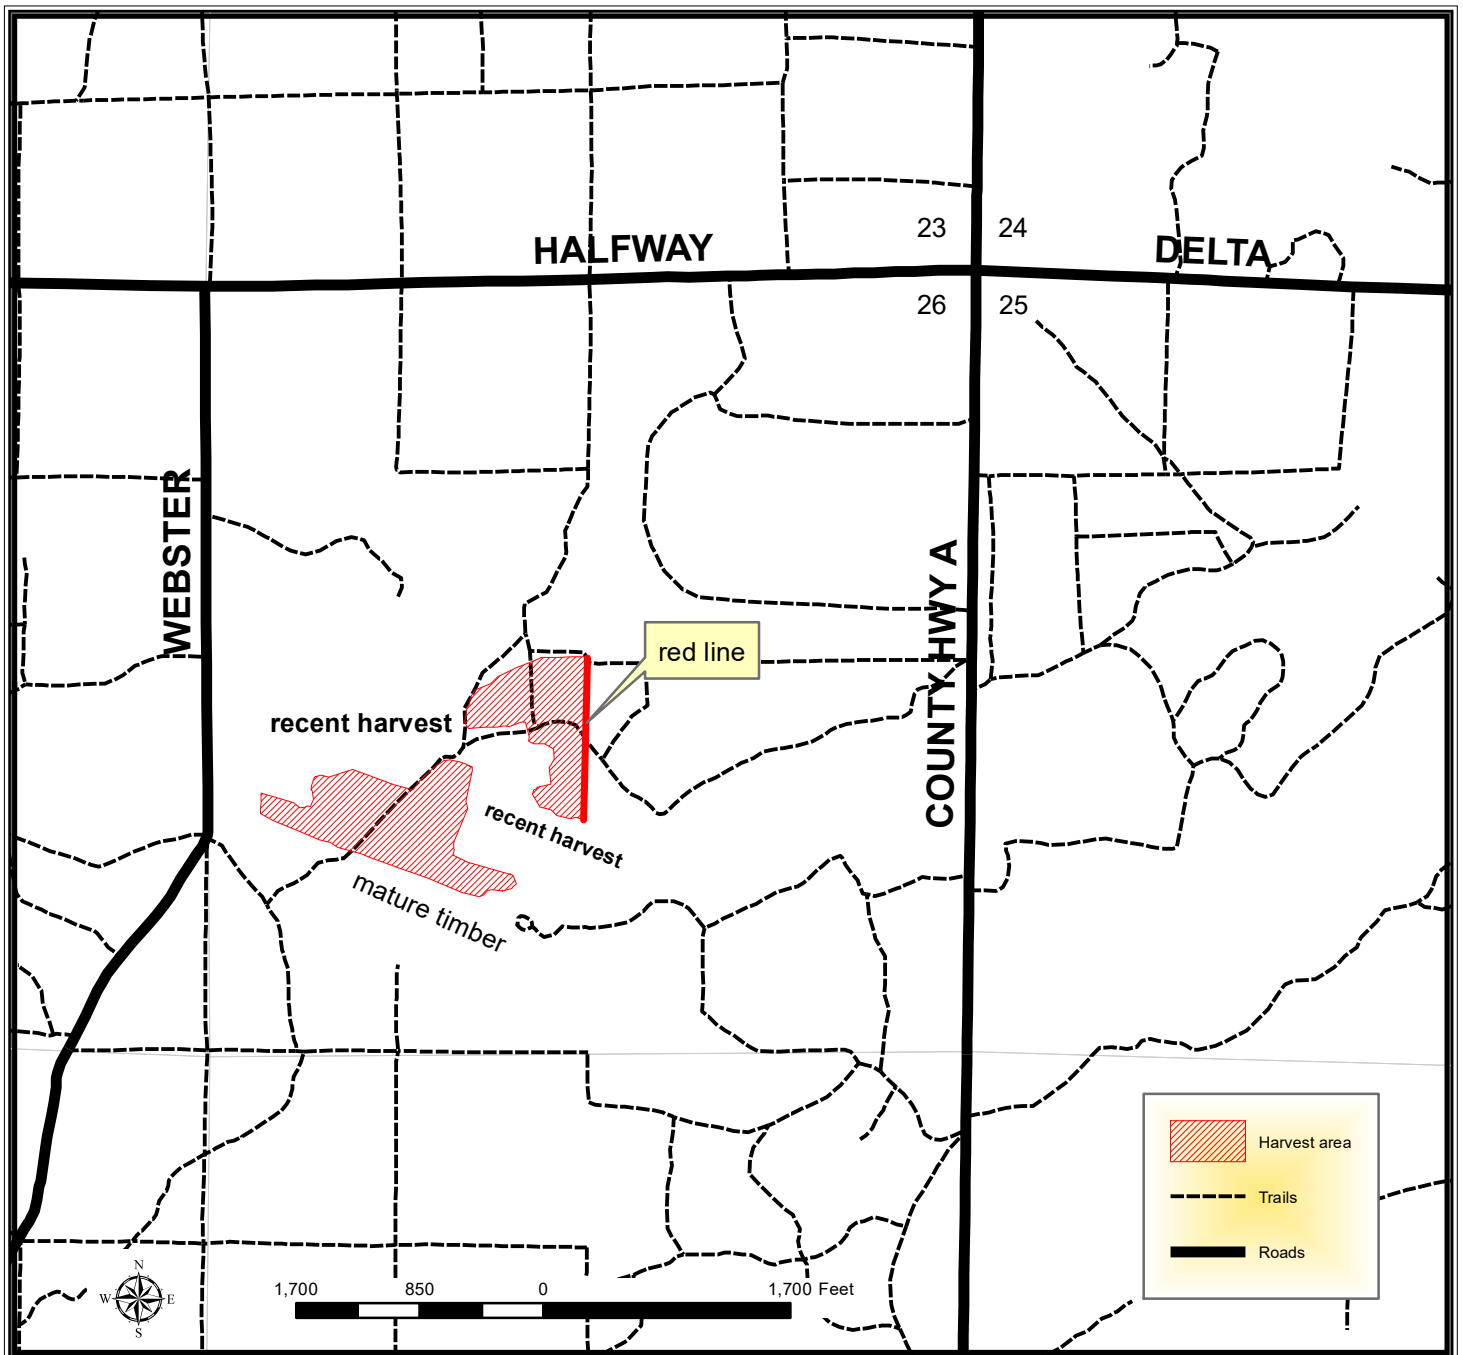 23
24
HALFWAY
DELTA
26
25
WEBSTER
COUNTY HWY A
red line
recent harvest
recent harvest
mature timber
Harvest area
Trails
Roads
N
W
E
S
1,700 850 0 1,700 Feet